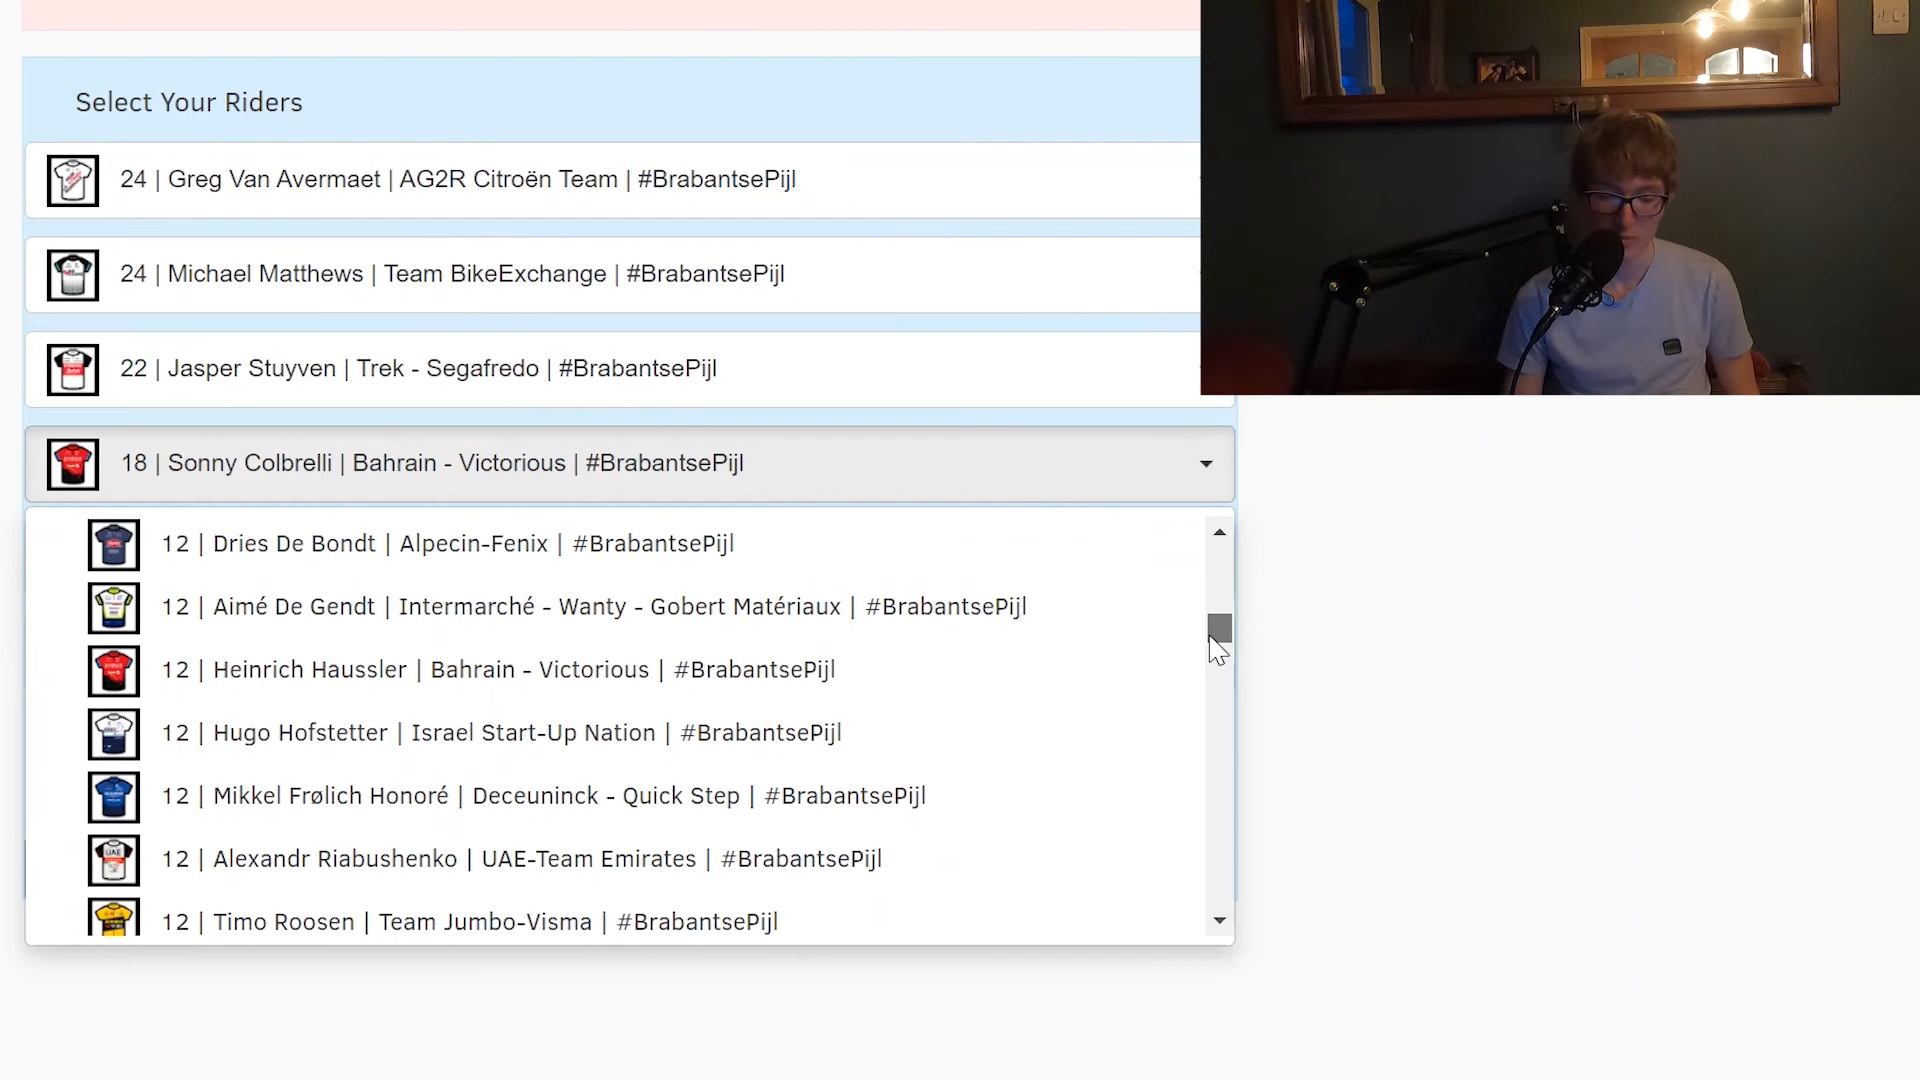 Select Your Riders
24 | Greg Van Avermaet | AG2R Citroën Team | #BrabantsePijl
24 | Michael Matthews | Team BikeExchange | #BrabantsePijl
22 | Jasper Stuyven | Trek - Segafredo | #BrabantsePijl
18 | Sonny Colbrelli | Bahrain - Victorious | #BrabantsePijl
12 | Dries De Bondt | Alpecin-Fenix | #BrabantsePijl
12 | Aimé De Gendt | Intermarché - Wanty - Gobert Matériaux | #BrabantsePijl
12 | Heinrich Haussler | Bahrain - Victorious | #BrabantsePijl
12 | Hugo Hofstetter | Israel Start-Up Nation | #BrabantsePijl
12 | Mikkel Frølich Honoré | Deceuninck - Quick Step | #BrabantsePijl
12 | Alexandr Riabushenko | UAE-Team Emirates | #BrabantsePijl
12 | Timo Roosen | Team Jumbo-Visma | #BrabantsePijl